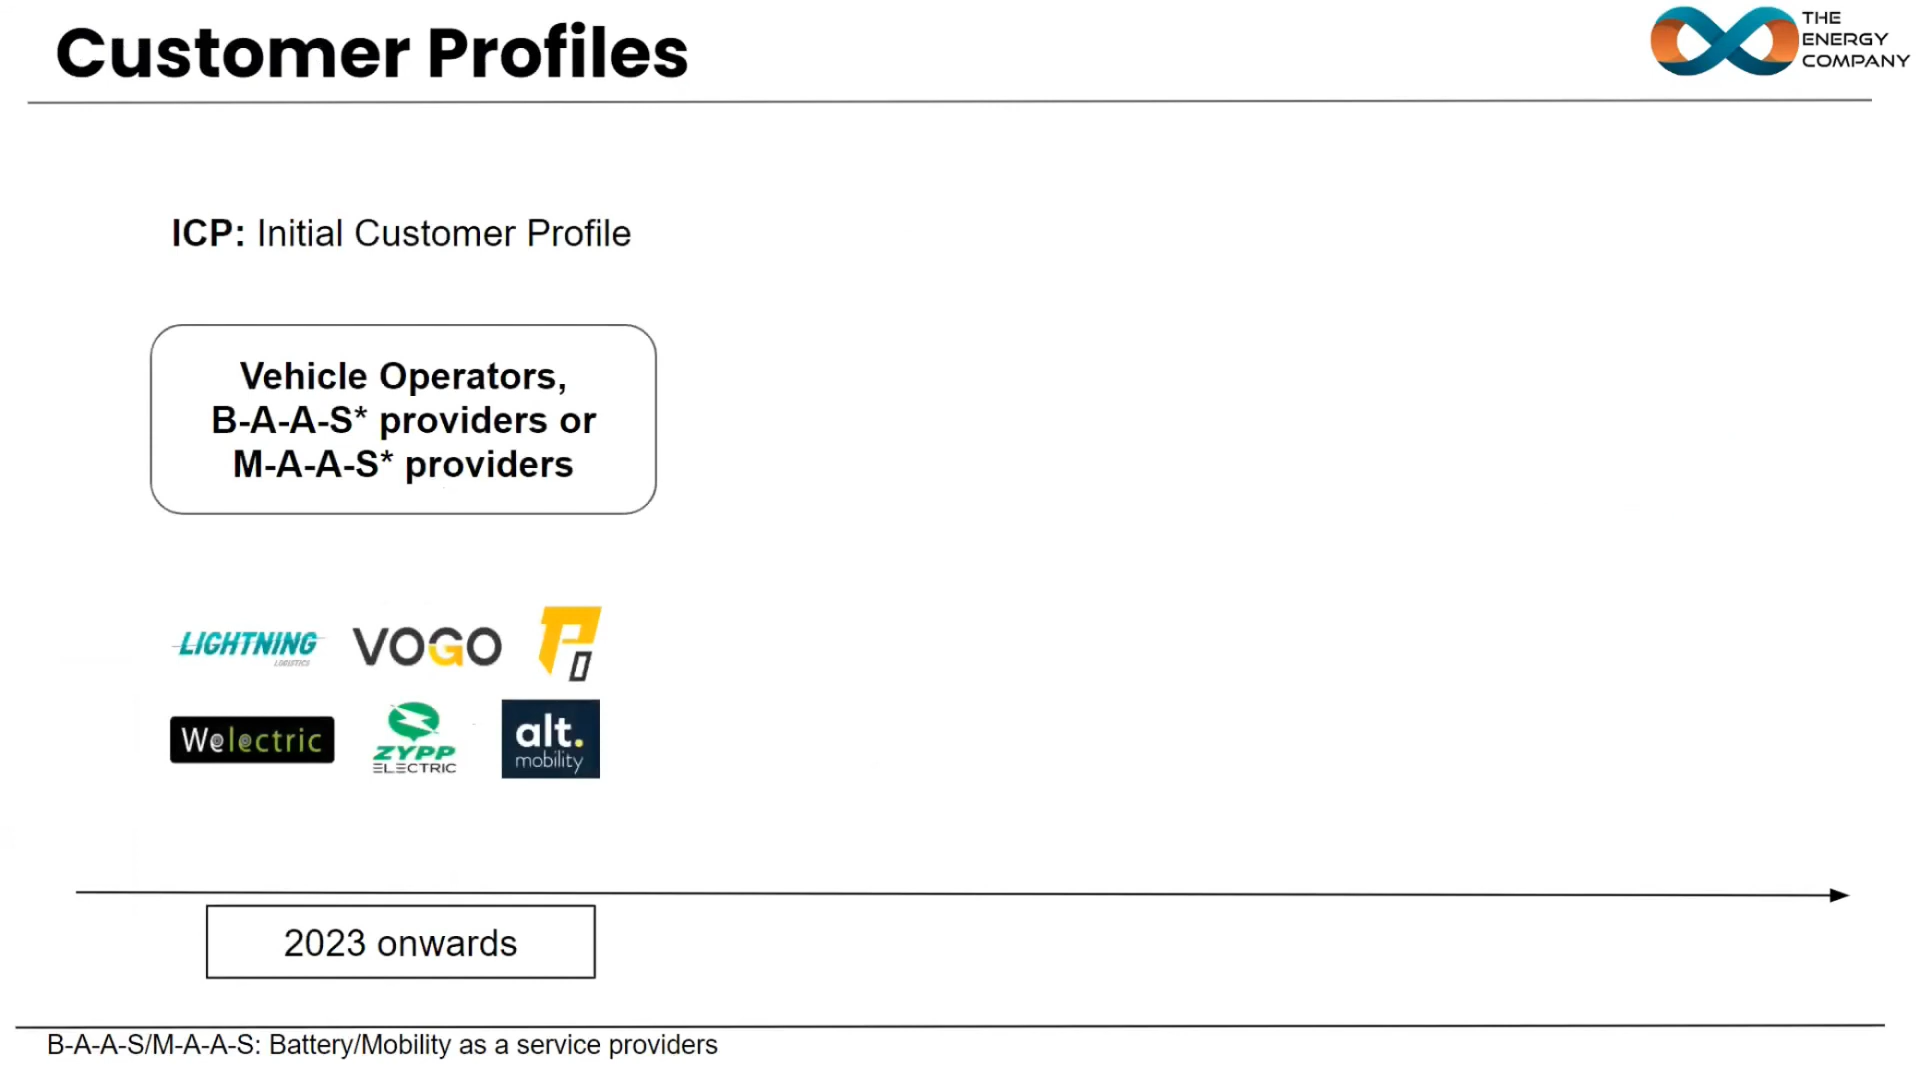 Customer Profiles
THE
ENERGY
COMPANY
ICP: Initial Customer Profile
Vehicle Operators,
B-A-A-S* providers or
M-A-A-S* providers
LIGHTNING
LOGISTICS
VOGO
Welectric
ZYPP
ELECTRIC
alt.
mobility
2023 onwards
B-A-A-S/M-A-A-S: Battery/Mobility as a service providers